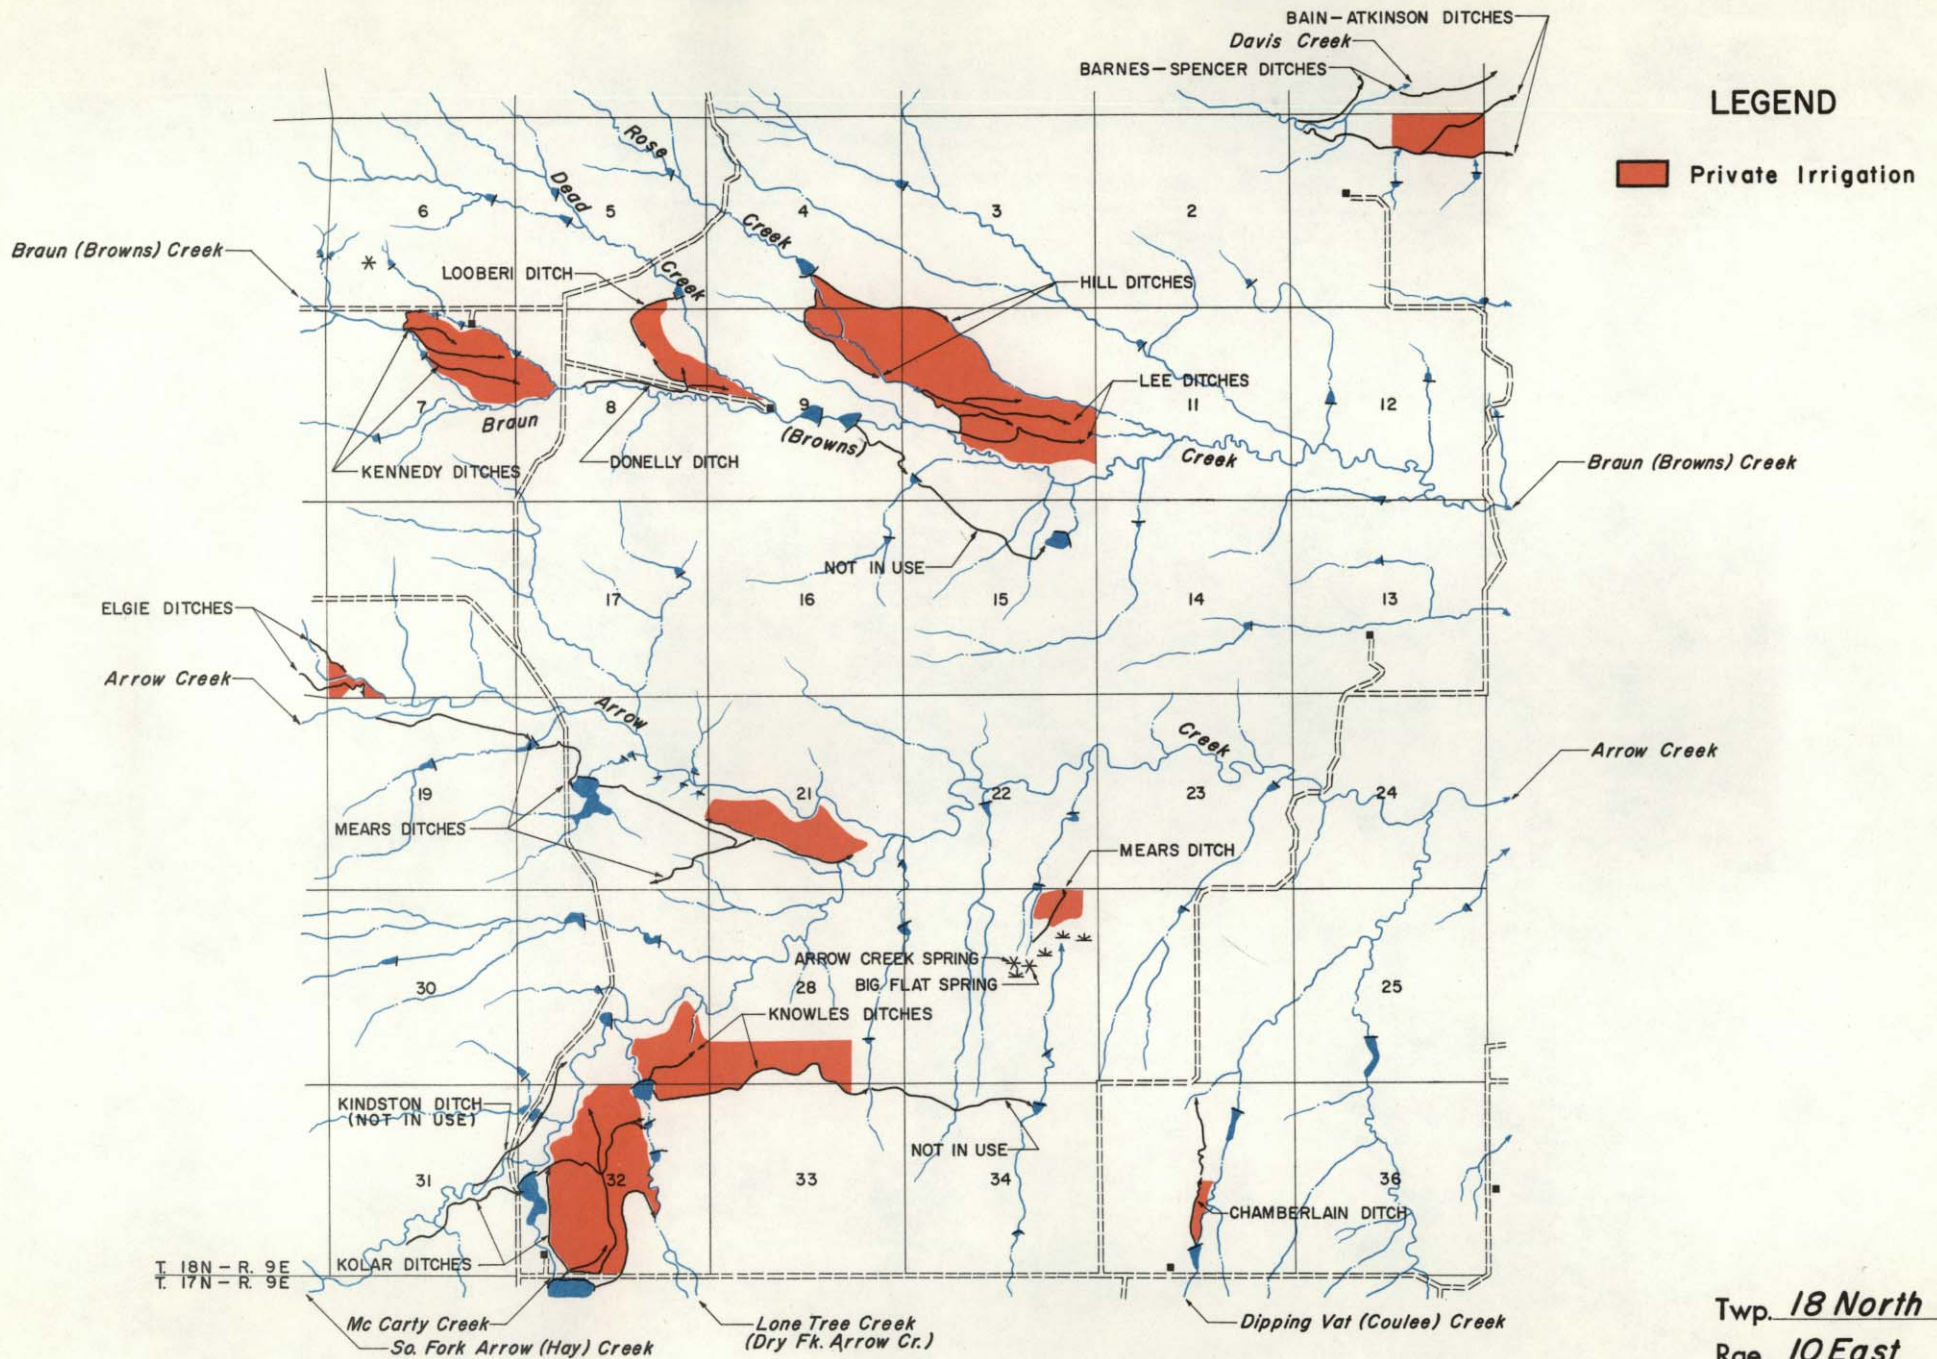 BAIN-ATKINSON DITCHES
Davis Creek
BARNES-SPENCER DITCHES
LEGEND
Private Irrigation
Rose
Dead
6
5
4
3
2
Creek
Braun (Browns) Creek
LOOBERI DITCH
Creek
HILL DITCHES
LEE DITCHES
7
8
9
11
12
Braun
(Browns)
Creek
KENNEDY DITCHES
DONELLY DITCH
Braun (Browns) Creek
NOT IN USE
17
16
15
14
13
ELGIE DITCHES
Arrow Creek
Arrow
Creek
Arrow Creek
19
21
22
23
24
MEARS DITCHES
MEARS DITCH
ARROW CREEK SPRING
BIG FLAT SPRING
30
28
25
KNOWLES DITCHES
KINDSTON DITCH
(NOT IN USE)
NOT IN USE
31
32
33
34
36
CHAMBERLAIN DITCH
KOLAR DITCHES
T. 18N - R. 9E
T. 17N - R. 9E
Mc Carty Creek
So. Fork Arrow (Hay) Creek
Lone Tree Creek
(Dry Fk. Arrow Cr.)
Dipping Vat (Coulee) Creek
Twp. 18 North
Rge. 10 East